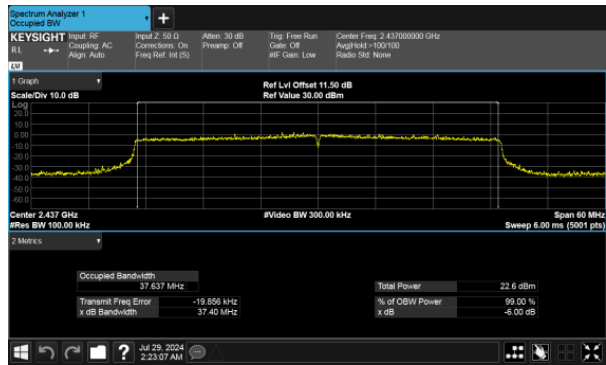 Spectrum Analyzer 1
Occupied BW
+
KEYSIGHT Input: RF Input Z: 50 Ω Atten: 30 dB Trig: Free Run Center Freq: 2.437000000 GHz
RL Coupling: AC Corrections: On Preamp: Off Gate: Off Avg|Hold:>100/100
Align: Auto Freq Ref: Int (S) #IF Gain: Low Radio Std: None
LXI
1 Graph
Ref Lvl Offset 11.50 dB
Scale/Div 10.0 dB Ref Value 30.00 dBm
Log
20.0
10.0
0.00
-10.0
-20.0
-30.0
-40.0
-50.0
-60.0
Center 2.437 GHz #Video BW 300.00 kHz Span 60 MHz
#Res BW 100.00 kHz Sweep 6.00 ms (5001 pts)
2 Metrics
Occupied Bandwidth
37.637 MHz Total Power 22.6 dBm
Transmit Freq Error -19.856 kHz % of OBW Power 99.00 %
x dB Bandwidth 37.40 MHz x dB -6.00 dB
? Jul 29, 2024
2:23:07 AM